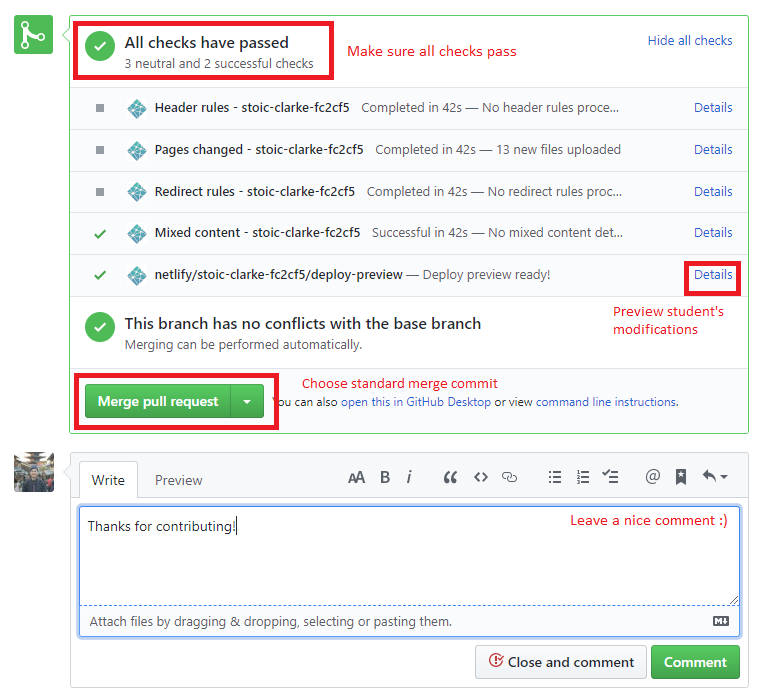 All checks have passed
3 neutral and 2 successful checks
Make sure all checks pass
Hide all checks
Header rules - stoic-clarke-fc2cf5 Completed in 42s — No header rules proce... Details
Pages changed - stoic-clarke-fc2cf5 Completed in 42s — 13 new files uploaded Details
Redirect rules - stoic-clarke-fc2cf5 Completed in 42s — No redirect rules proc... Details
Mixed content - stoic-clarke-fc2cf5 Successful in 42s — No mixed content det... Details
netlify/stoic-clarke-fc2cf5/deploy-preview — Deploy preview ready! Details
Preview student's
modifications
This branch has no conflicts with the base branch
Merging can be performed automatically.
Choose standard merge commit
Merge pull request
You can also open this in GitHub Desktop or view command line instructions.
Write Preview
AA B i @
Thanks for contributing!
Leave a nice comment :)
Attach files by dragging & dropping, selecting or pasting them.
M
Close and comment Comment